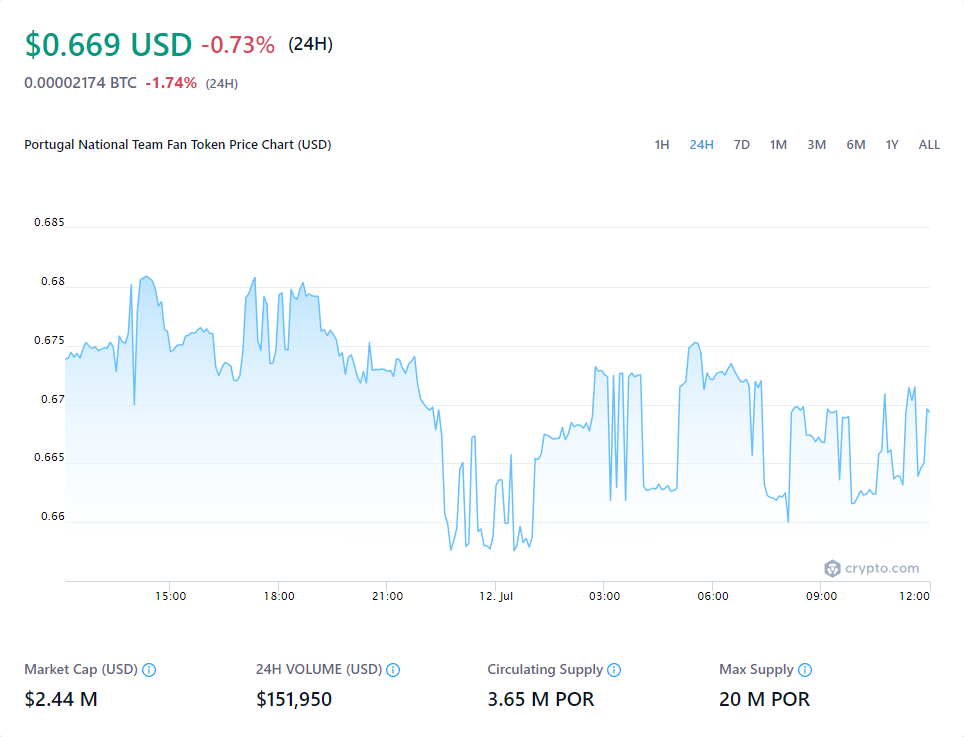 $0.669 USD -0.73% (24H)
0.00002174 BTC -1.74% (24H)
Portugal National Team Fan Token Price Chart (USD)
1H 24H 7D 1M 3M 6M 1Y ALL
0.685
0.68
0.675
0.67
0.665
0.66
crypto.com
15:00 18:00 21:00 12. Jul 03:00 06:00 09:00 12:00
Market Cap (USD) 24H VOLUME (USD) Circulating Supply Max Supply
$2.44 M $151,950 3.65 M POR 20 M POR